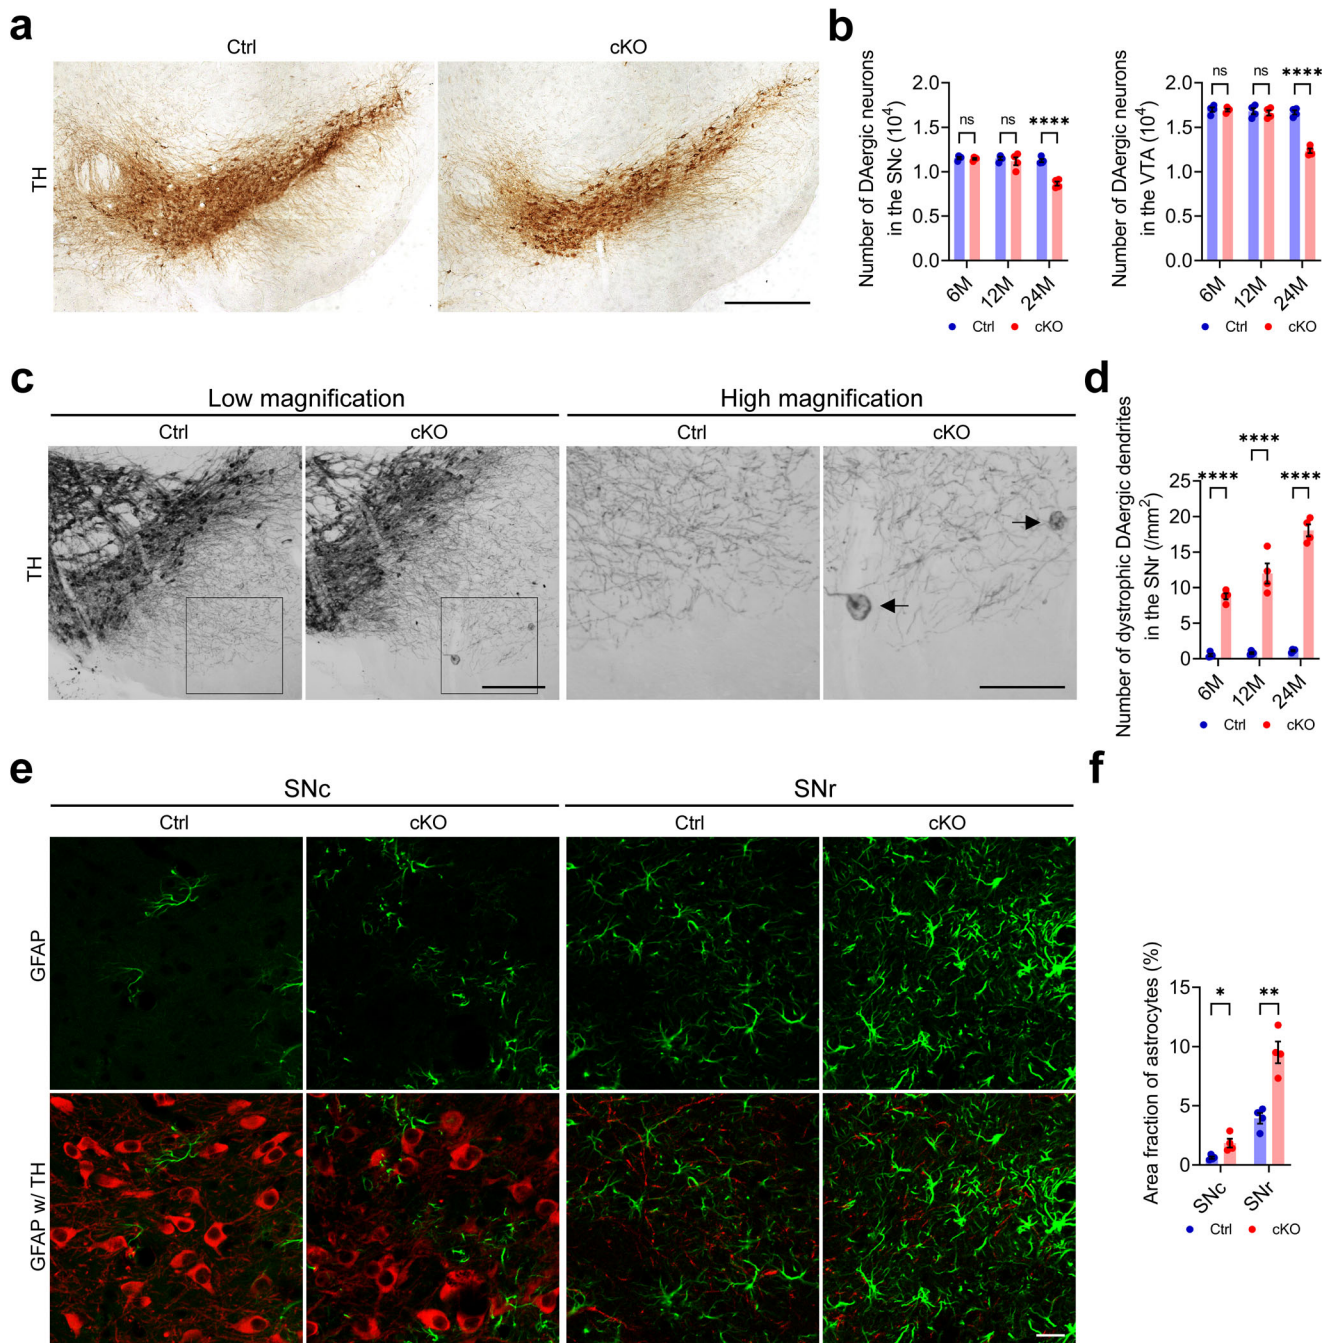 a
Ctrl
cKO
TH
b
Number of DAergic neurons
in the SNc (10⁴)
2.0
1.5
1.0
0.5
0.0
ns
ns
****
6M
12M
24M
Ctrl
cKO
Number of DAergic neurons
in the VTA (10⁴)
2.0
1.5
1.0
0.5
0.0
ns
ns
****
6M
12M
24M
Ctrl
cKO
c
Low magnification
High magnification
Ctrl
cKO
Ctrl
cKO
TH
d
Number of dystrophic DAergic dendrites
in the SNr (/mm²)
25
20
15
10
5
0
****
****
****
6M
12M
24M
Ctrl
cKO
e
SNc
SNr
Ctrl
cKO
Ctrl
cKO
GFAP
GFAP w/ TH
f
Area fraction of astrocytes (%)
15
10
5
0
*
**
SNc
SNr
Ctrl
cKO